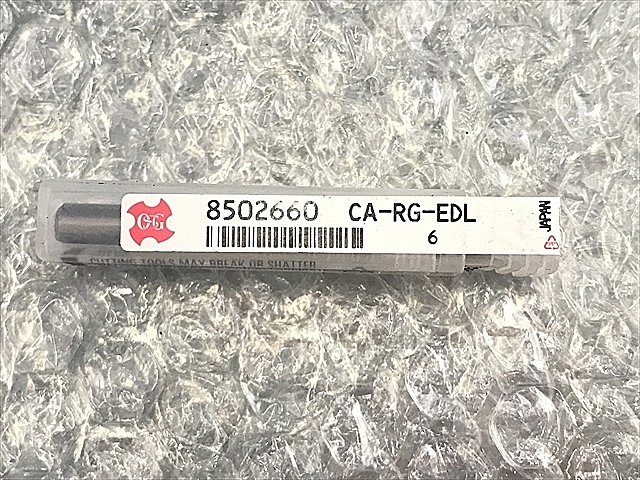 OSG
8502660 CA-RG-EDL
6
JAPAN
CUTTING TOOLS MAY BREAK OR SHATTER